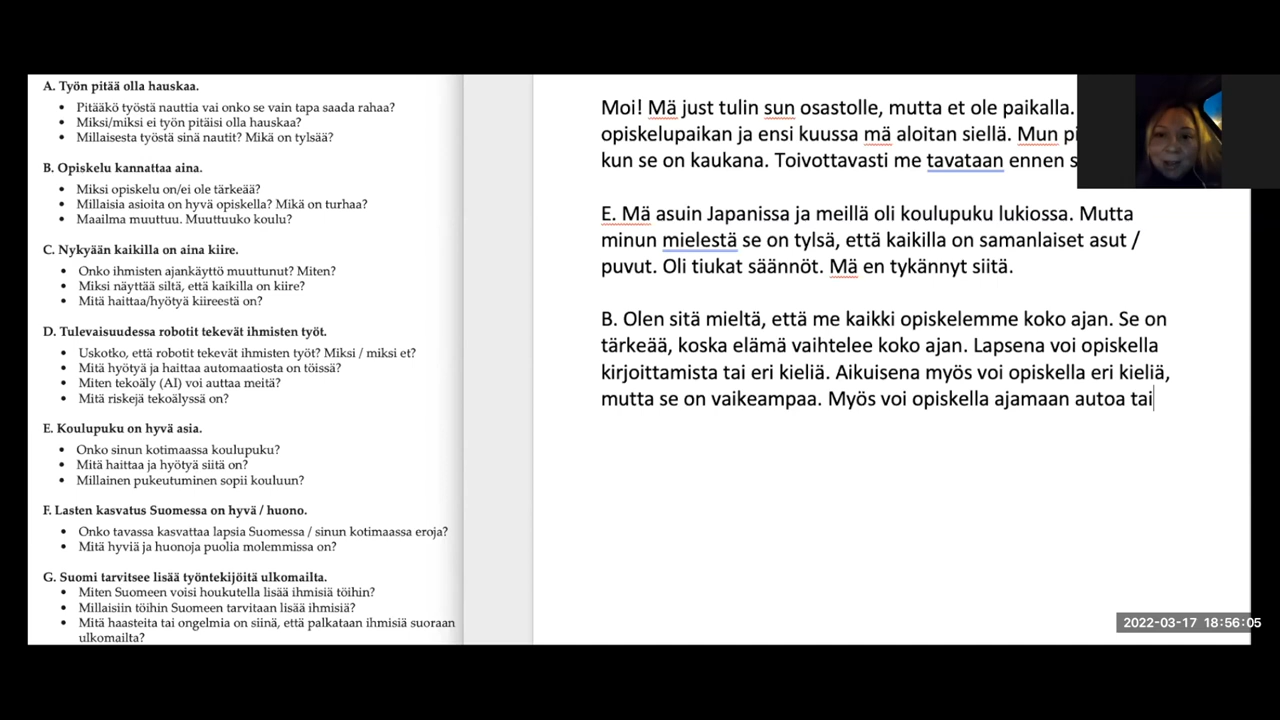 A. Työn pitää olla hauskaa.
• Pitääkö työstä nauttia vai onko se vain tapa saada rahaa?
• Miksi/miksi ei työn pitäisi olla hauskaa?
• Millaisesta työstä sinä nautit? Mikä on tylsää?
B. Opiskelu kannattaa aina.
• Miksi opiskelu on/ei ole tärkeää?
• Millaisia asioita on hyvä opiskella? Mikä on turhaa?
• Maailma muuttuu. Muuttuuko koulu?
C. Nykyään kaikilla on aina kiire.
• Onko ihmisten ajankäyttö muuttunut? Miten?
• Miksi näyttää siltä, että kaikilla on kiire?
• Mitä haittaa/hyötyä kiireestä on?
D. Tulevaisuudessa robotit tekevät ihmisten työt.
• Uskotko, että robotit tekevät ihmisten työt? Miksi / miksi et?
• Mitä hyötyä ja haittaa automaatiosta on töissä?
• Miten tekoäly (AI) voi auttaa meitä?
• Mitä riskejä tekoälyssä on?
E. Koulupuku on hyvä asia.
• Onko sinun kotimaassa koulupuku?
• Mitä haittaa ja hyötyä siitä on?
• Millainen pukeutuminen sopii kouluun?
F. Lasten kasvatus Suomessa on hyvä / huono.
• Onko tavassa kasvattaa lapsia Suomessa / sinun kotimaassa eroja?
• Mitä hyviä ja huonoja puolia molemmissa on?
G. Suomi tarvitsee lisää työntekijöitä ulkomailta.
• Miten Suomeen voisi houkutella lisää ihmisiä töihin?
• Millaisiin töihin Suomeen tarvitaan lisää ihmisiä?
• Mitä haasteita tai ongelmia on siinä, että palkataan ihmisiä suoraan
ulkomailta?
Moi! Mä just tulin sun osastolle, mutta et ole paikalla.
opiskelupaikan ja ensi kuussa mä aloitan siellä. Mun
kun se on kaukana. Toivottavasti me tavataan ennen
E. Mä asuin Japanissa ja meillä oli koulupuku lukiossa. Mutta
minun mielestä se on tylsä, että kaikilla on samanlaiset asut /
puvut. Oli tiukat säännöt. Mä en tykännyt siitä.
B. Olen sitä mieltä, että me kaikki opiskelemme koko ajan. Se on
tärkeää, koska elämä vaihtelee koko ajan. Lapsena voi opiskella
kirjoittamista tai eri kieliä. Aikuisena myös voi opiskella eri kieliä,
mutta se on vaikeampaa. Myös voi opiskella ajamaan autoa tai
2022-03-17 18:56:05